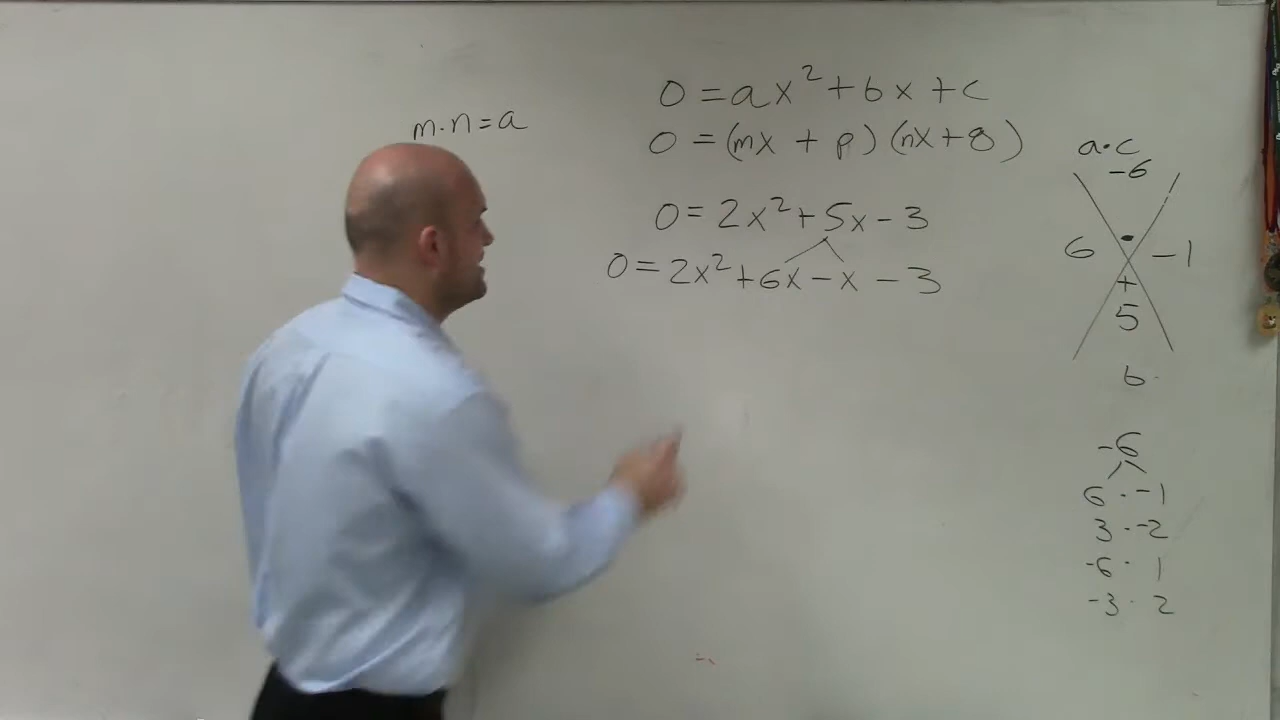 m·n=a
0=ax²+bx+c
0=(mx+p)(nx+8)
0=2x²+5x-3
0=2x²+6x-x-3
a·c
-6
6 · -1
+
5
b
-6
6 · -1
3 · -2
-6 · 1
-3 · 2